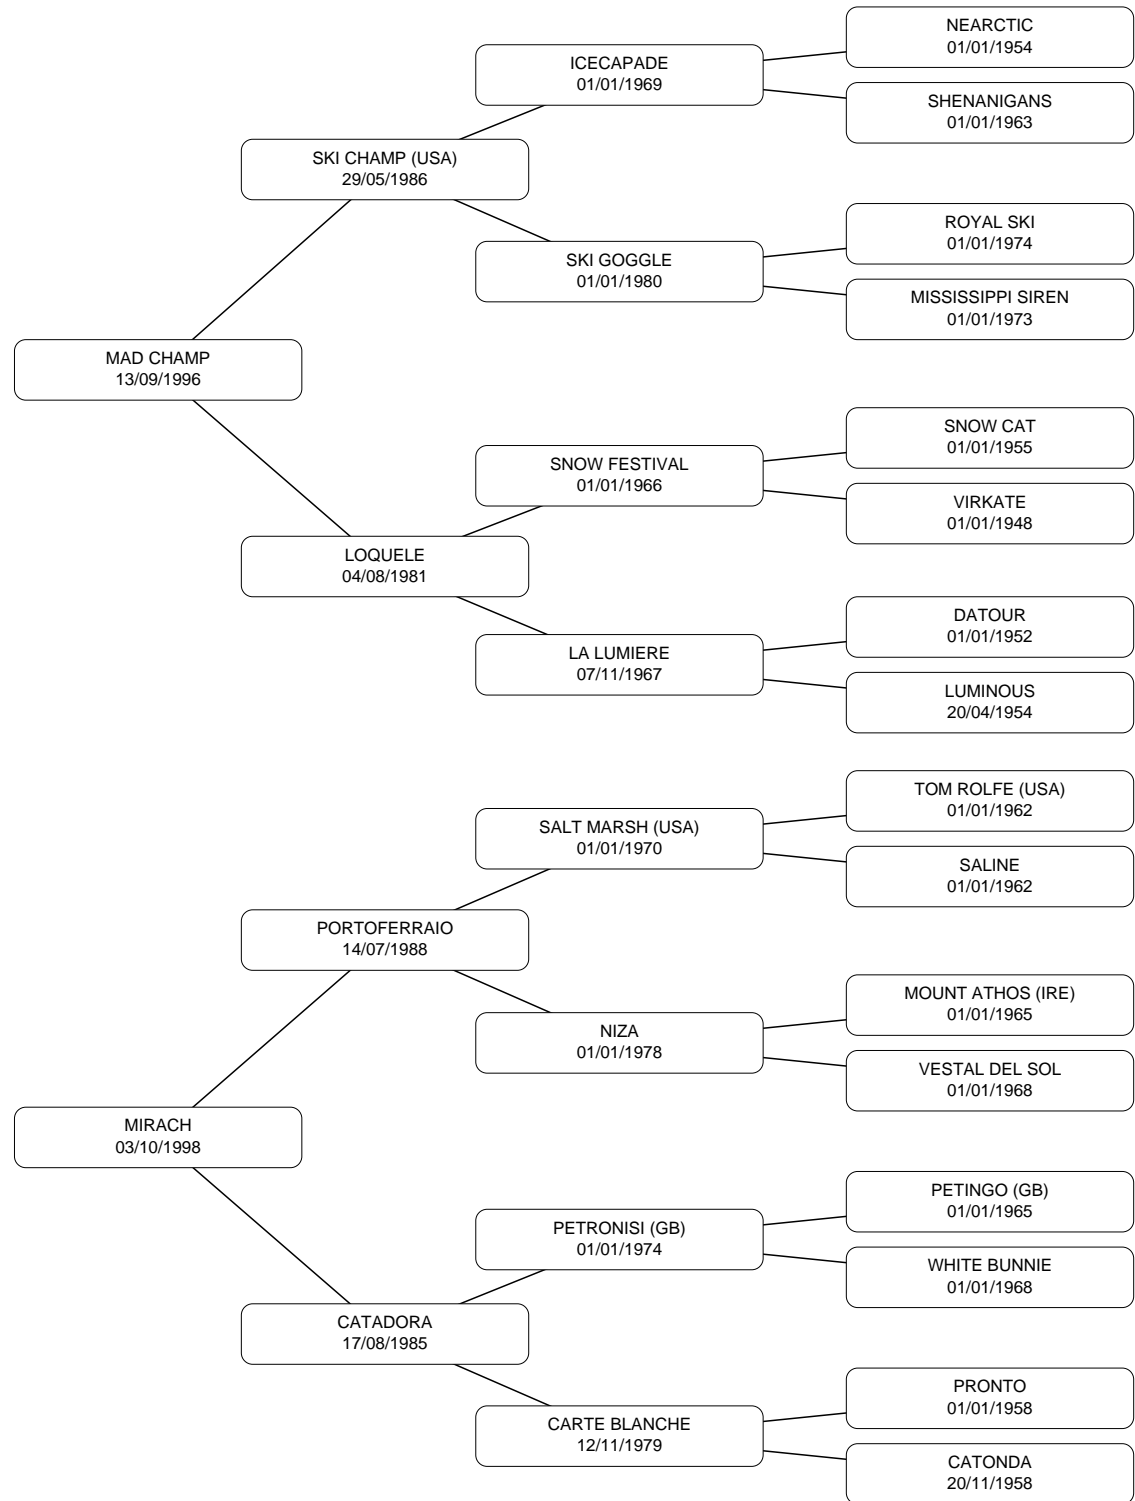 NEARCTIC
01/01/1954
ICECAPADE
01/01/1969
SHENANIGANS
01/01/1963
SKI CHAMP (USA)
29/05/1986
ROYAL SKI
01/01/1974
SKI GOGGLE
01/01/1980
MISSISSIPPI SIREN
01/01/1973
MAD CHAMP
13/09/1996
SNOW CAT
01/01/1955
SNOW FESTIVAL
01/01/1966
VIRKATE
01/01/1948
LOQUELE
04/08/1981
DATOUR
01/01/1952
LA LUMIERE
07/11/1967
LUMINOUS
20/04/1954
TOM ROLFE (USA)
01/01/1962
SALT MARSH (USA)
01/01/1970
SALINE
01/01/1962
PORTOFERRAIO
14/07/1988
MOUNT ATHOS (IRE)
01/01/1965
NIZA
01/01/1978
VESTAL DEL SOL
01/01/1968
MIRACH
03/10/1998
PETINGO (GB)
01/01/1965
PETRONISI (GB)
01/01/1974
WHITE BUNNIE
01/01/1968
CATADORA
17/08/1985
PRONTO
01/01/1958
CARTE BLANCHE
12/11/1979
CATONDA
20/11/1958